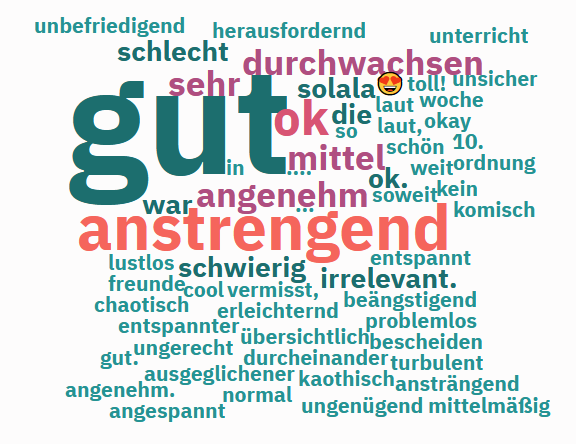 unbefriedigend herausfordernd unterricht
schlecht durchwachsen
sehr solala 😍 toll! unsicher
gut ok die laut woche
so laut, okay
in .... mittel schön 10.
weit ordnung
war angenehm ok. soweit kein
... komisch
anstrengend
lustlos schwierig entspannt
freunde irrelevant.
cool vermisst, beängstigend
chaotisch erleichternd problemlos
entspannter übersichtlich bescheiden
gut. ungerecht durcheinander turbulent
ausgeglichener kaothisch ansträngend
angenehm. normal
angespannt ungenügend mittelmäßig